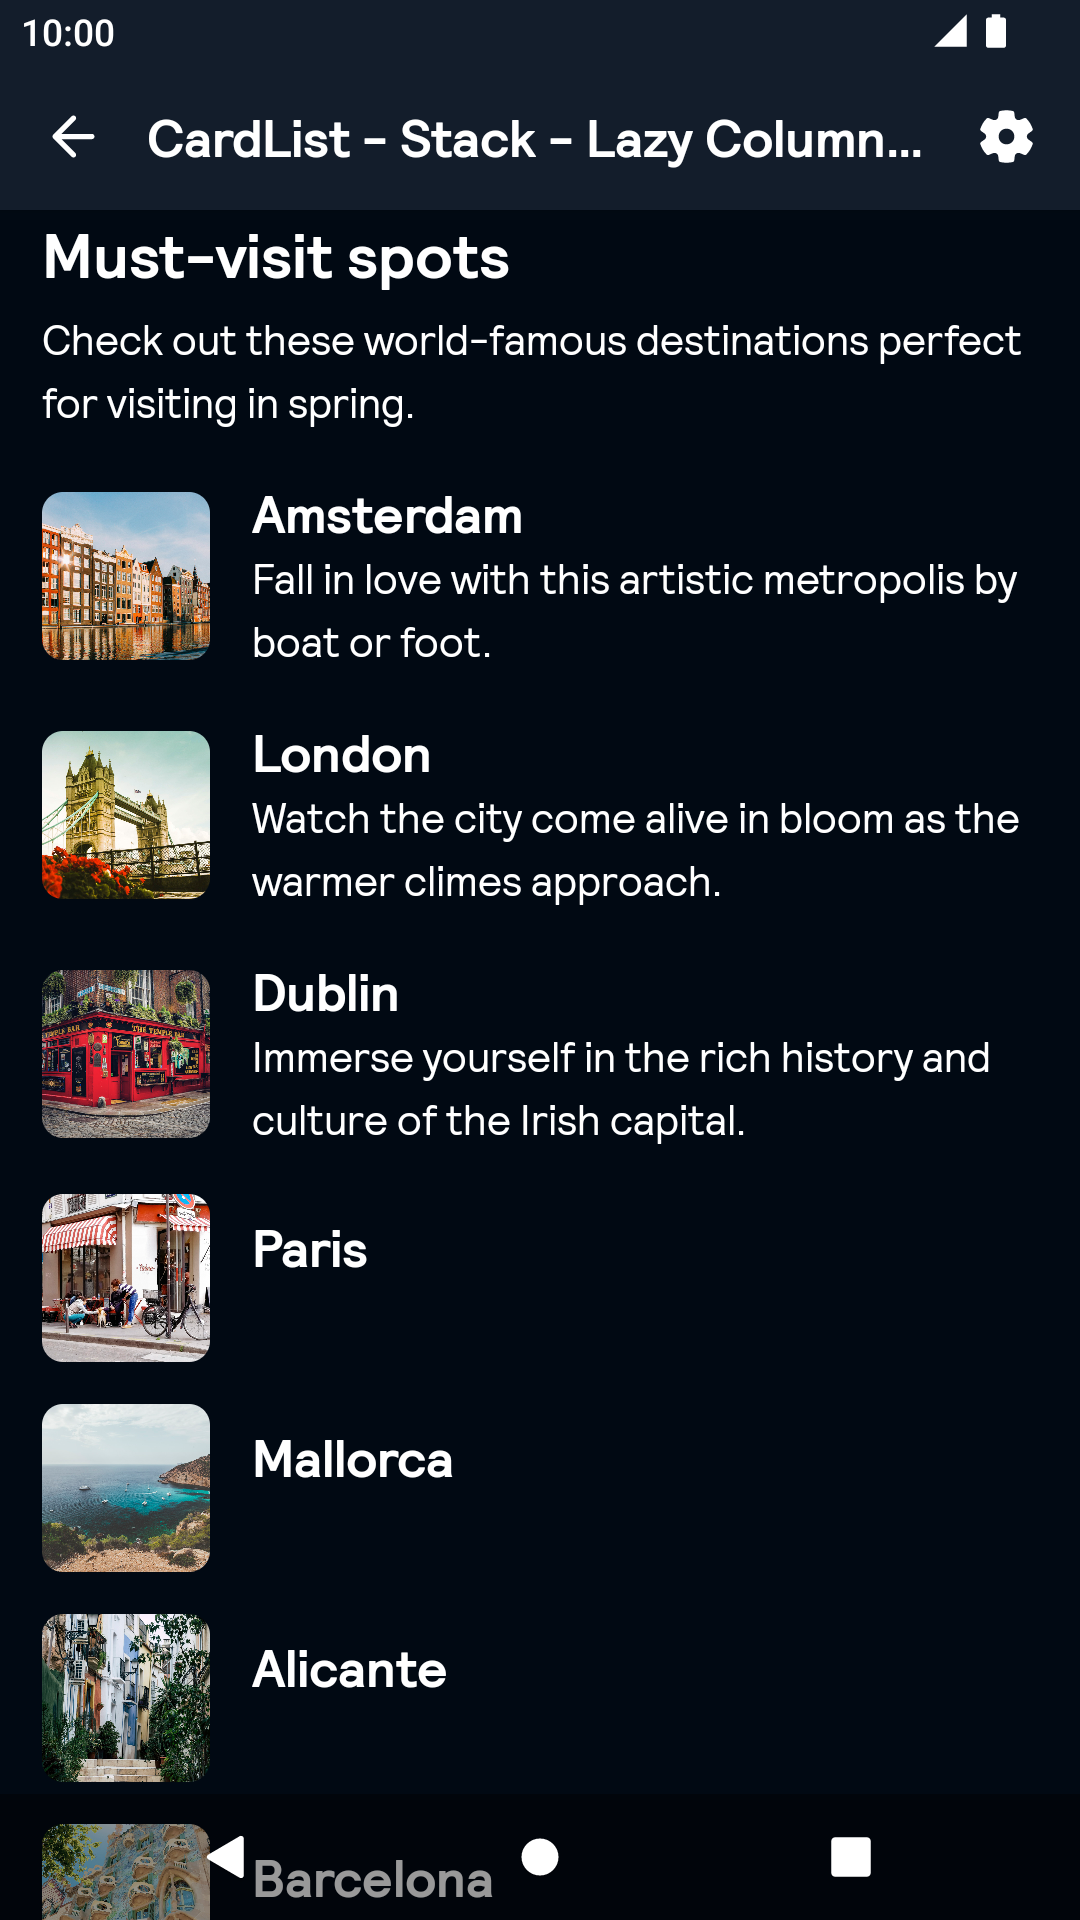 10:00
CardList - Stack - Lazy Column...
Must-visit spots
Check out these world-famous destinations perfect
for visiting in spring.
Amsterdam
Fall in love with this artistic metropolis by
boat or foot.
London
Watch the city come alive in bloom as the
warmer climes approach.
Dublin
Immerse yourself in the rich history and
culture of the Irish capital.
THE TEMPLE BAR
Paris
Mallorca
Alicante
Barcelona